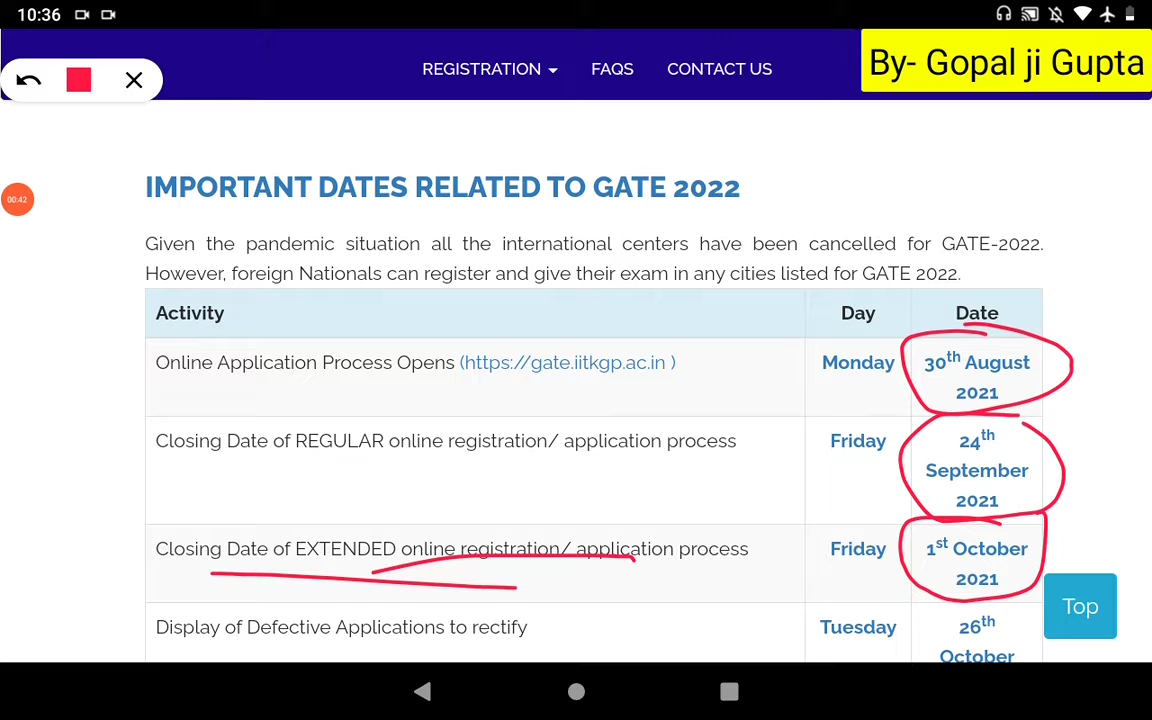 10:36
REGISTRATION FAQS CONTACT US
By- Gopal ji Gupta
00:42
IMPORTANT DATES RELATED TO GATE 2022
Given the pandemic situation all the international centers have been cancelled for GATE-2022.
However, foreign Nationals can register and give their exam in any cities listed for GATE 2022.
Activity Day Date
Online Application Process Opens (https://gate.iitkgp.ac.in ) Monday 30th August
2021
Closing Date of REGULAR online registration/ application process Friday 24th
September
2021
Closing Date of EXTENDED online registration/ application process Friday 1st October
2021
Top
Display of Defective Applications to rectify Tuesday 26th
October